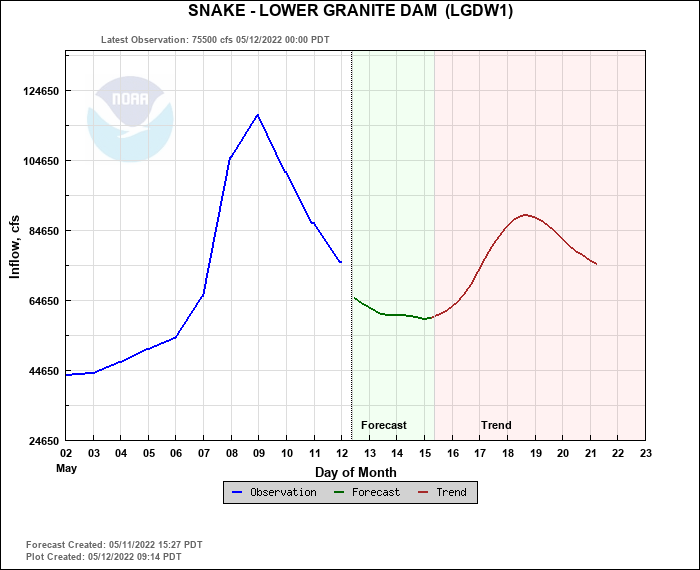 SNAKE - LOWER GRANITE DAM (LGDW1)
Latest Observation: 75500 cfs 05/12/2022 00:00 PDT
NOAA
124650
104650
84650
64650
44650
24650
Inflow, cfs
Forecast Trend
02 03 04 05 06 07 08 09 10 11 12 13 14 15 16 17 18 19 20 21 22 23
May
Day of Month
Observation Forecast Trend
Forecast Created: 05/11/2022 15:27 PDT
Plot Created: 05/12/2022 09:14 PDT